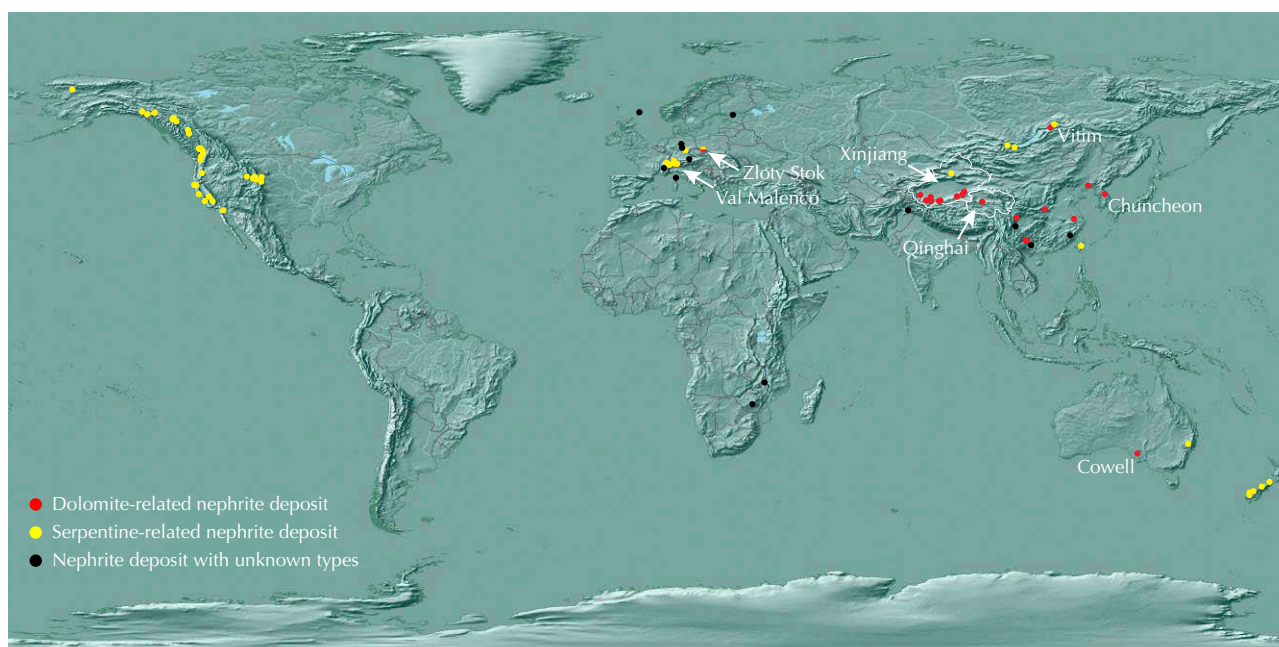 Vitim
Xinjiang
Złoty Stok
Val Malenco
Chuncheon
Qinghai
Cowell
Dolomite-related nephrite deposit
Serpentine-related nephrite deposit
Nephrite deposit with unknown types